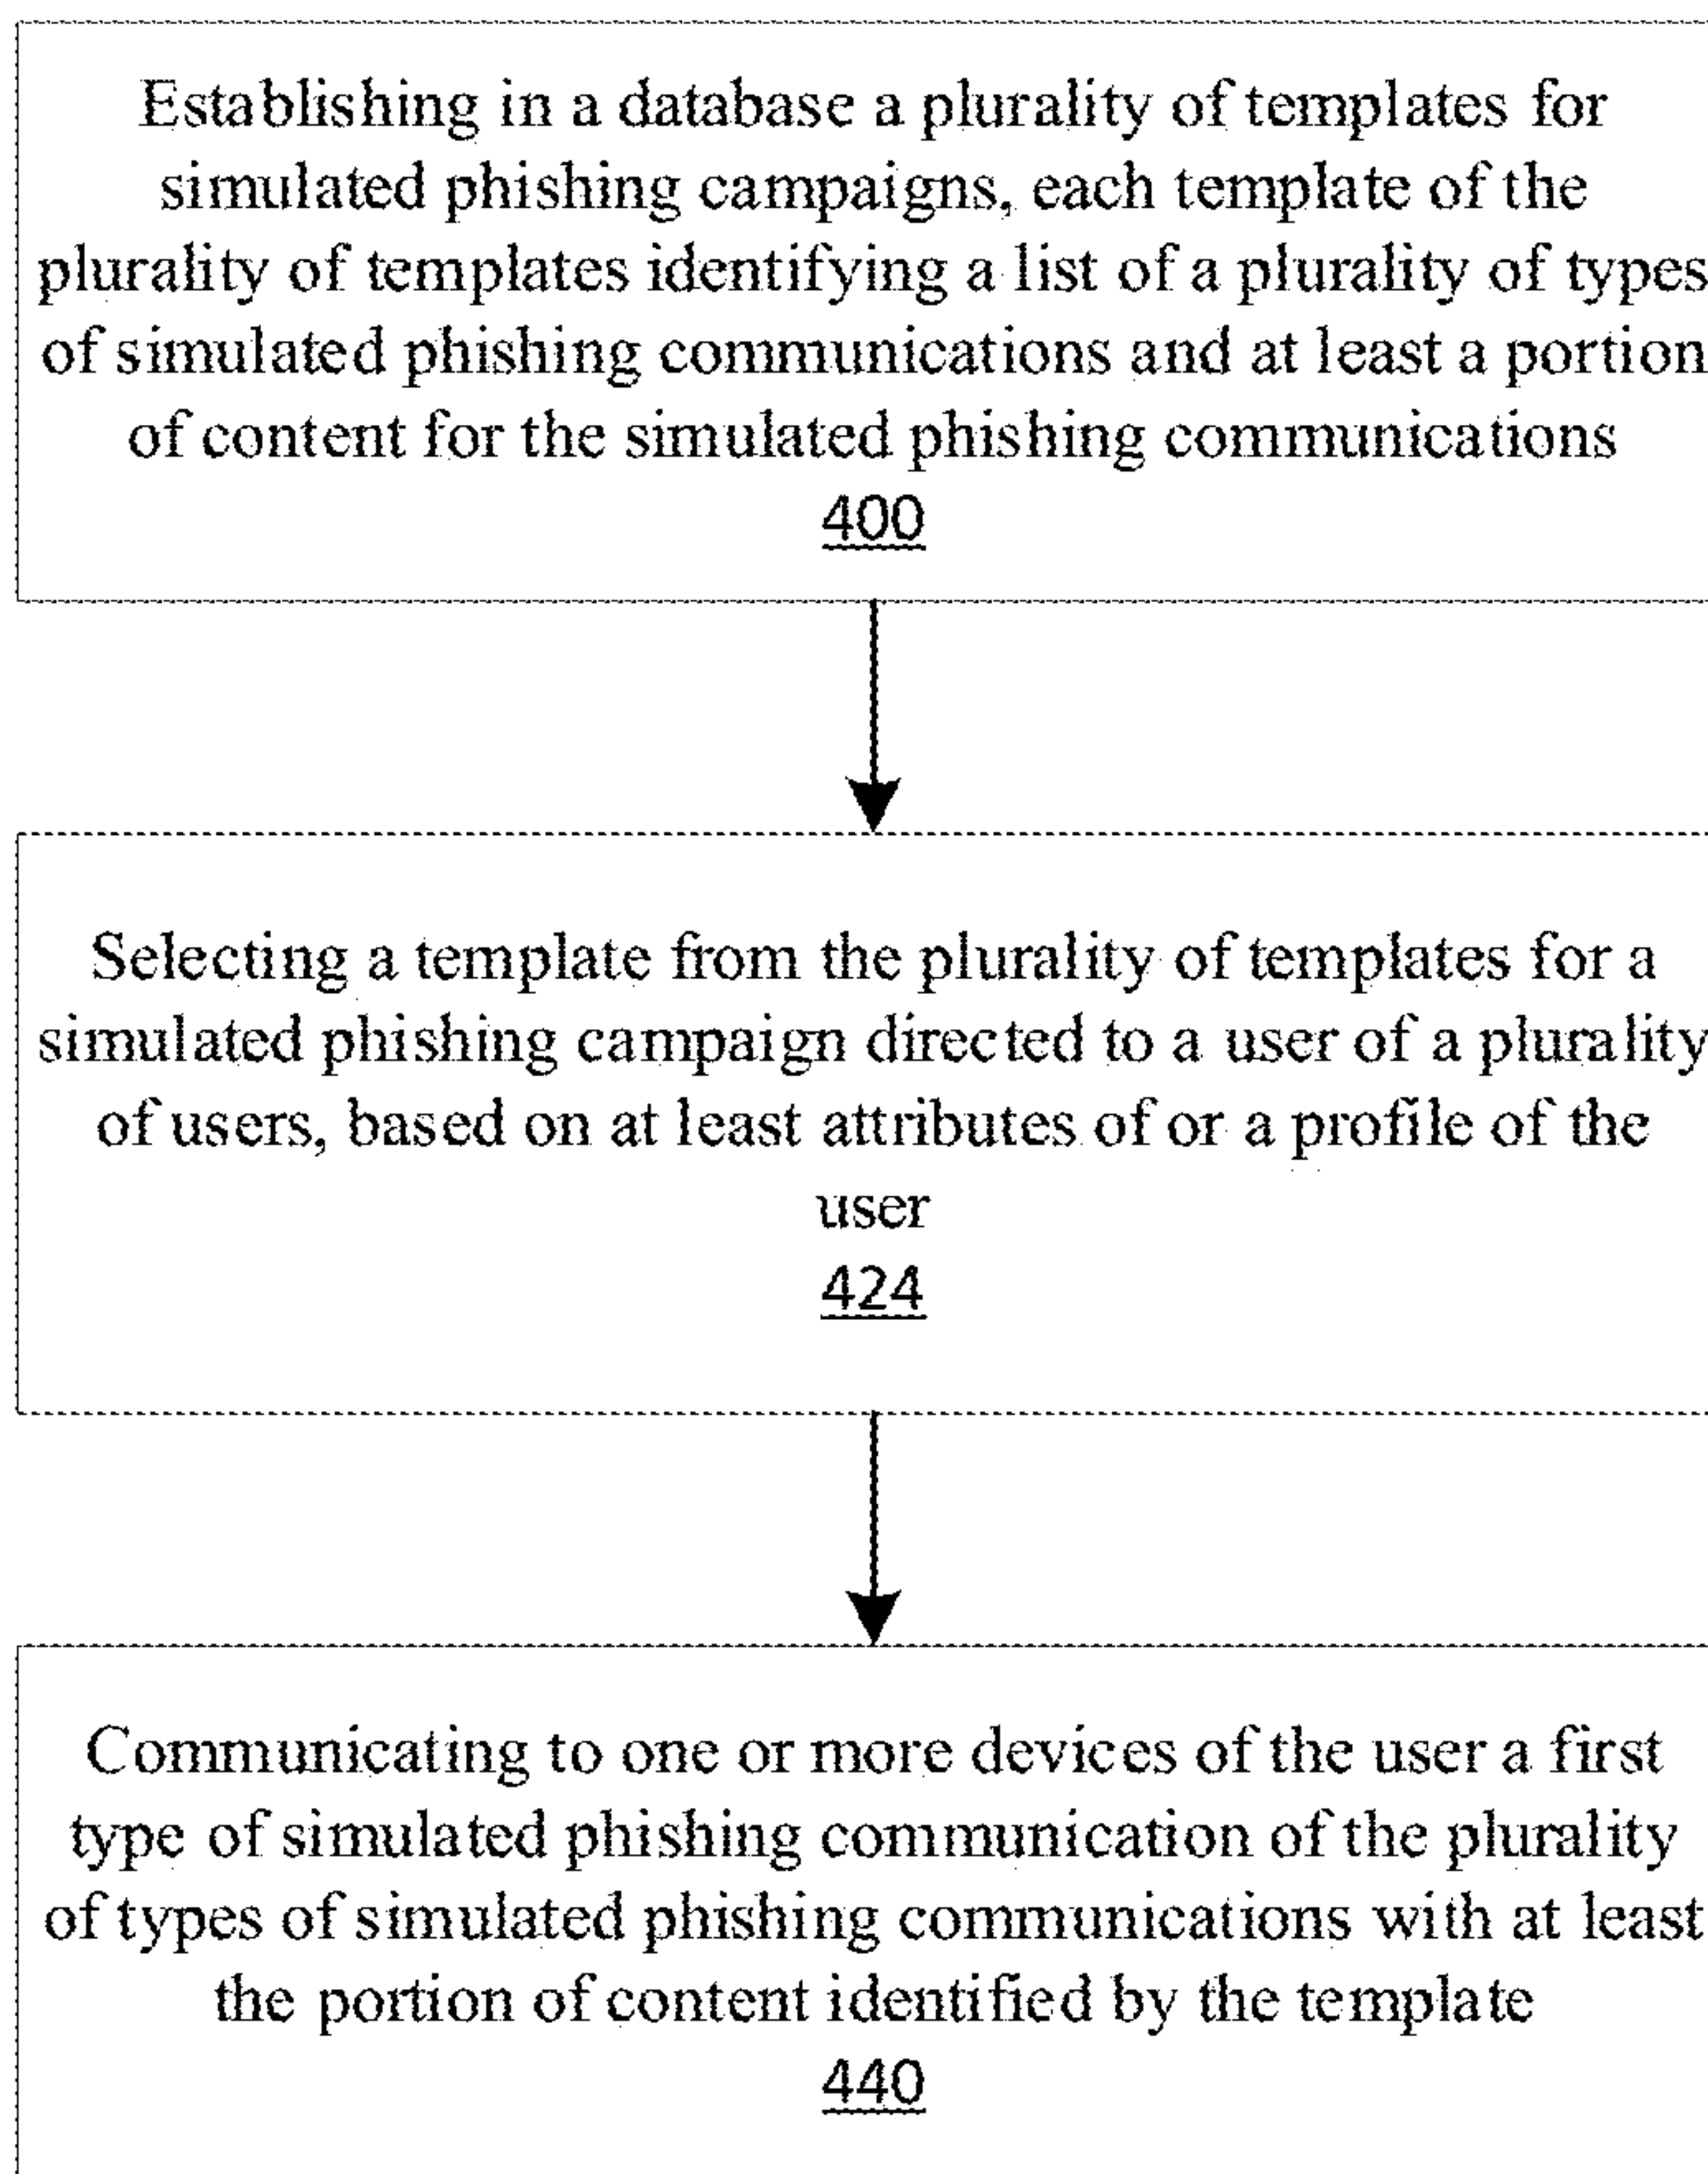 Establishing in a database a plurality of templates for
simulated phishing campaigns, each template of the
plurality of templates identifying a list of a plurality of types
of simulated phishing communications and at least a portion
of content for the simulated phishing communications
400
Selecting a template from the plurality of templates for a
simulated phishing campaign directed to a user of a plurality
of users, based on at least attributes of or a profile of the
user
424
Communicating to one or more devices of the user a first
type of simulated phishing communication of the plurality
of types of simulated phishing communications with at least
the portion of content identified by the template
440